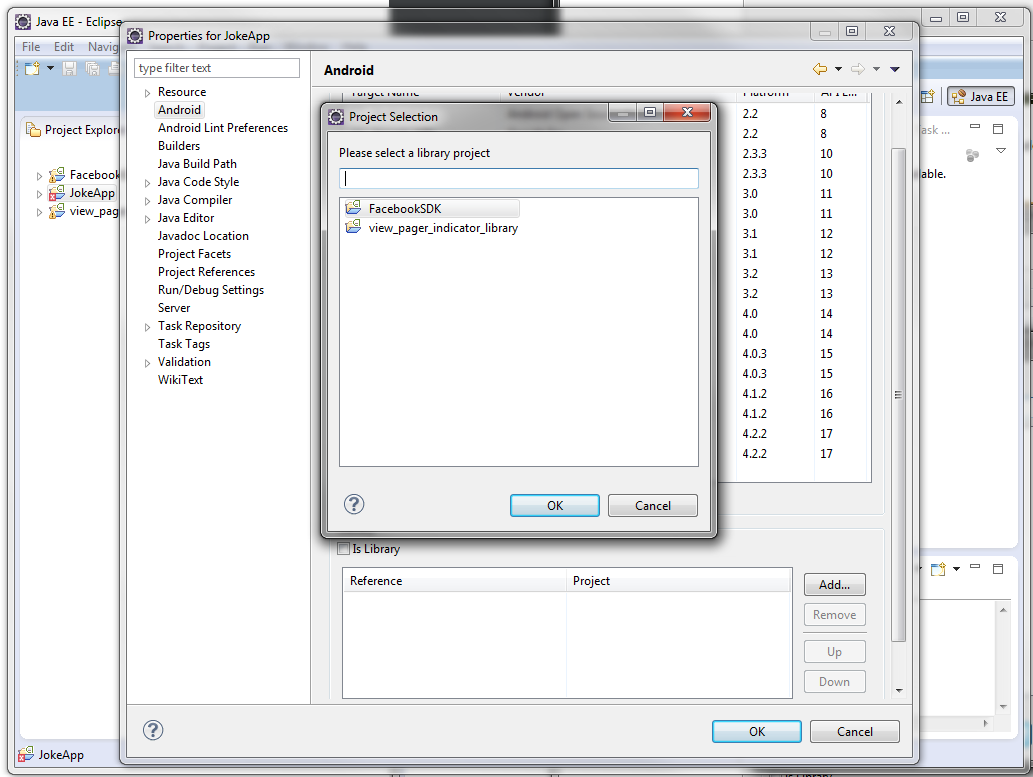 Java EE - Eclipse
File Edit Navig
Properties for JokeApp
type filter text
Android
Resource
Android
Android Lint Preferences
Builders
Java Build Path
Java Code Style
Java Compiler
Java Editor
Javadoc Location
Project Facets
Project References
Run/Debug Settings
Server
Task Repository
Task Tags
Validation
WikiText
Project Explor
Facebook
JokeApp
view_pag
Java EE
ask ...
able.
Target Name Vendor Platform API L...
2.2 8
2.2 8
2.3.3 10
2.3.3 10
3.0 11
3.0 11
3.1 12
3.1 12
3.2 13
3.2 13
4.0 14
4.0 14
4.0.3 15
4.0.3 15
4.1.2 16
4.1.2 16
4.2.2 17
4.2.2 17
Project Selection
Please select a library project
FacebookSDK
view_pager_indicator_library
OK Cancel
Is Library
Reference Project
Add...
Remove
Up
Down
OK Cancel
JokeApp
Is Library